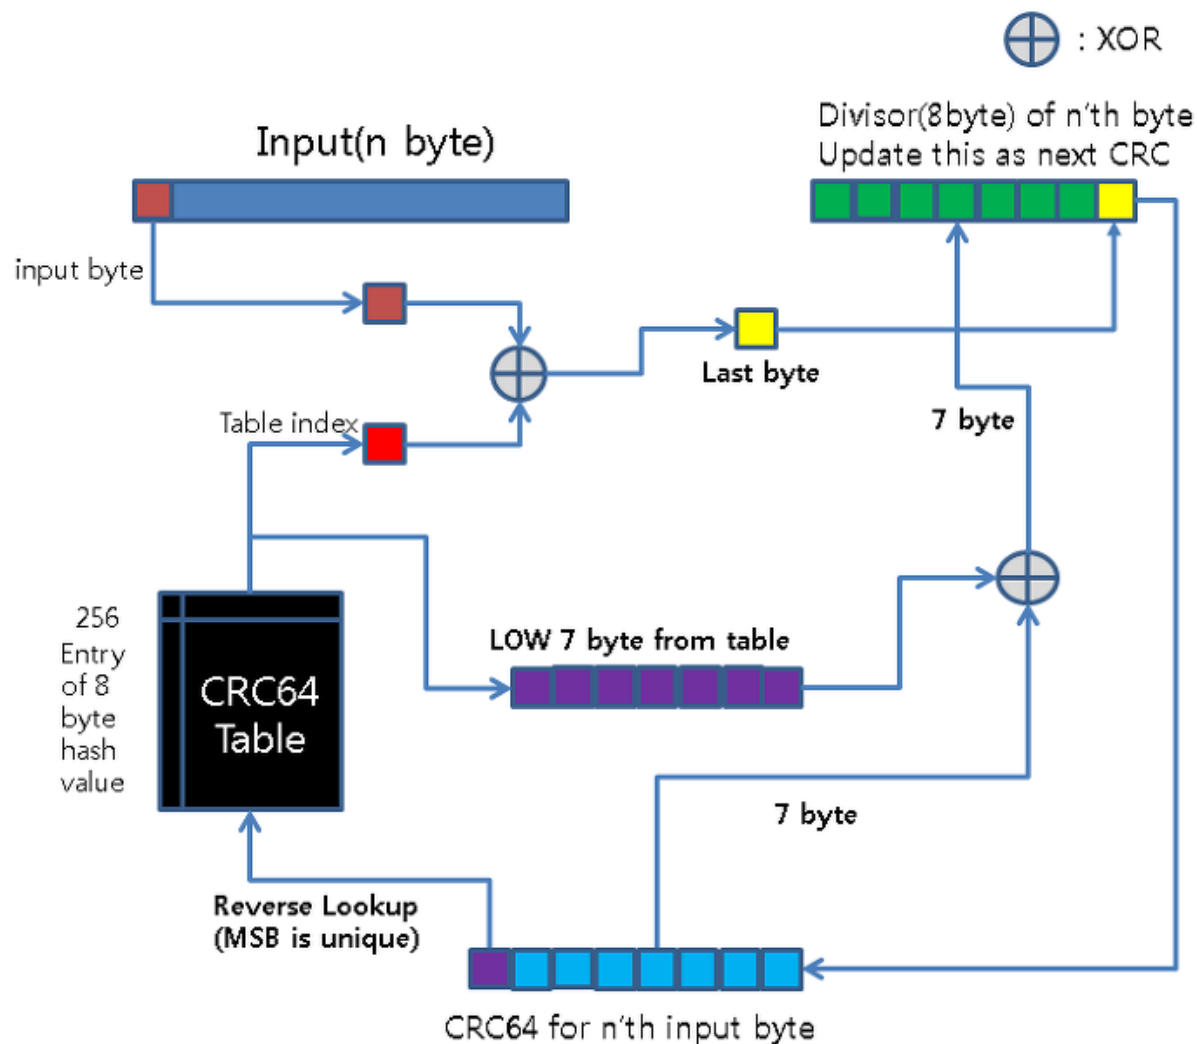 : XOR
Divisor(8byte) of n'th byte
Update this as next CRC
Input(n byte)
input byte
Last byte
Table index
7 byte
256
Entry
of 8
byte
hash
value
CRC64
Table
LOW 7 byte from table
7 byte
Reverse Lookup
(MSB is unique)
CRC64 for n'th input byte